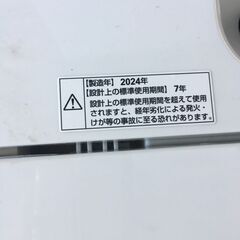 【製造年】2024年
【設計上の標準使用期間】7年
設計上の標準使用期間を超えて使用
されますと、経年劣化による発火・
けが等の事故に至る恐れがあります。